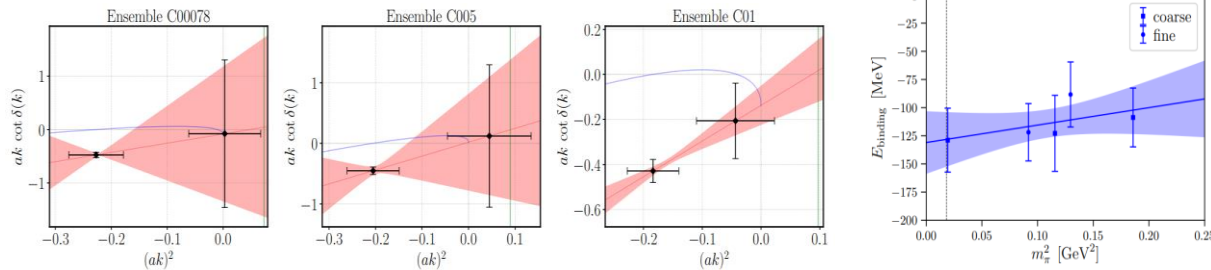 Ensemble C00078
ak cot δ(k)
1
0
−1
−0.3 −0.2 −0.1 0.0
(ak)²
Ensemble C005
ak cot δ(k)
1
0
−1
−0.3 −0.2 −0.1 0.0 0.1
(ak)²
Ensemble C01
ak cot δ(k)
0.2
0.0
−0.2
−0.4
−0.6
−0.2 −0.1 0.0 0.1
(ak)²
coarse
fine
E_binding [MeV]
−25
−50
−75
−100
−125
−150
−175
−200
0.00 0.05 0.10 0.15 0.20 0.25
m_π² [GeV²]